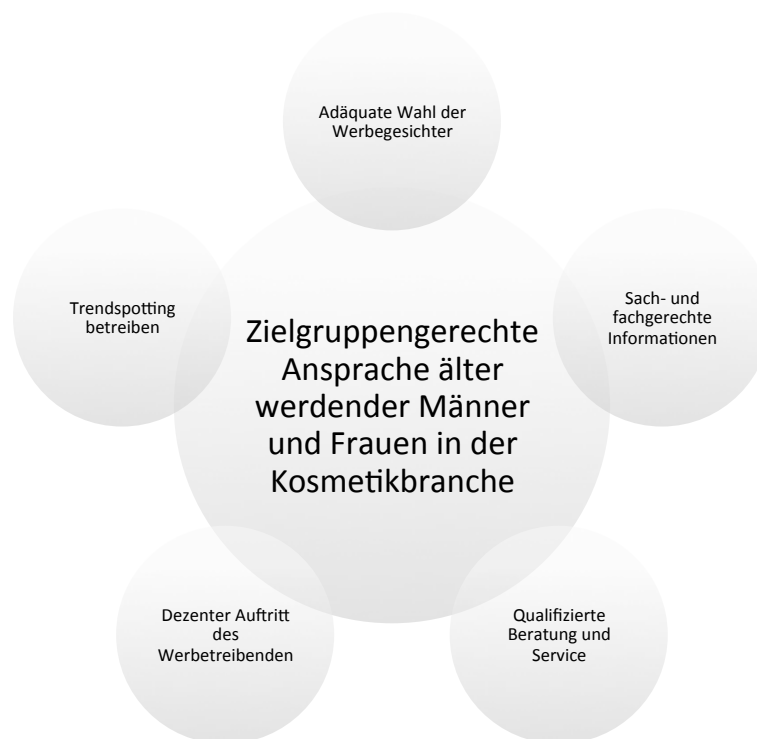 Adäquate Wahl der
Werbegesichter
Sach- und
fachgerechte
Informationen
Qualifizierte
Beratung und
Service
Dezenter Auftritt
des
Werbetreibenden
Trendspotting
betreiben
Zielgruppengerechte
Ansprache älter
werdender Männer
und Frauen in der
Kosmetikbranche